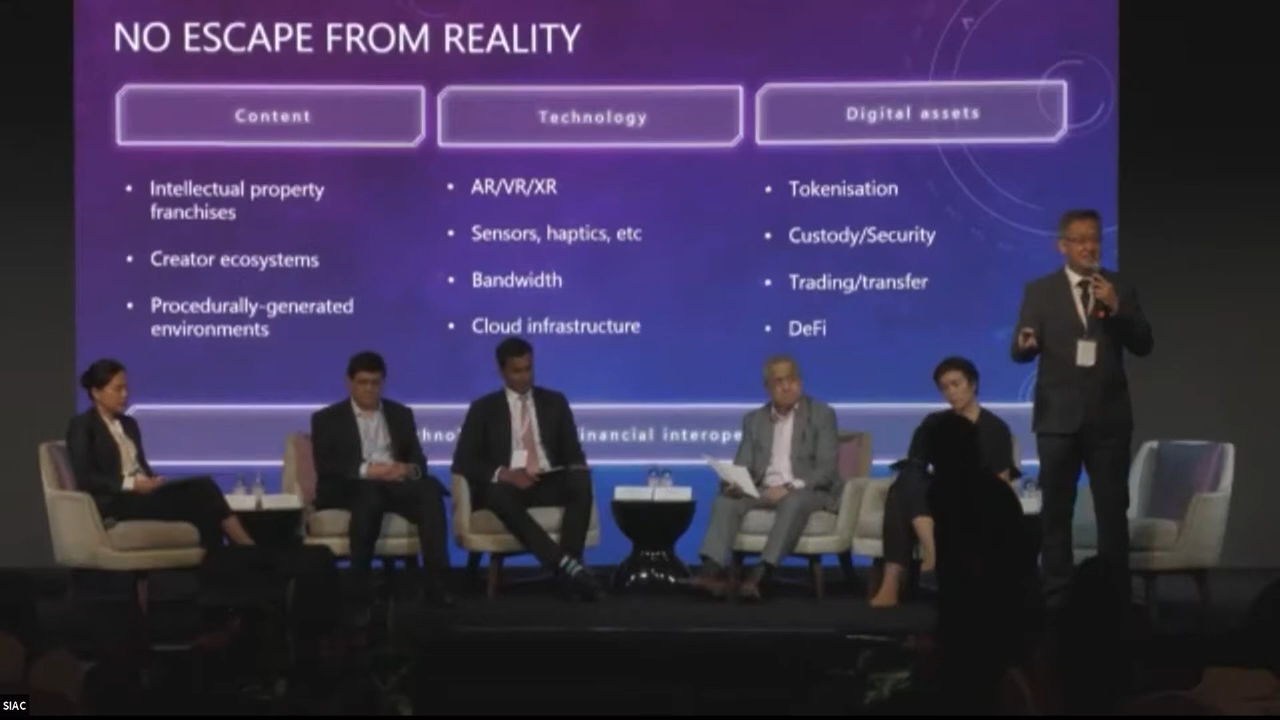 NO ESCAPE FROM REALITY
Content
Technology
Digital assets
• Intellectual property
franchises
• Creator ecosystems
• Procedurally-generated
environments
• AR/VR/XR
• Sensors, haptics, etc
• Bandwidth
• Cloud infrastructure
• Tokenisation
• Custody/Security
• Trading/transfer
• DeFi
SIAC